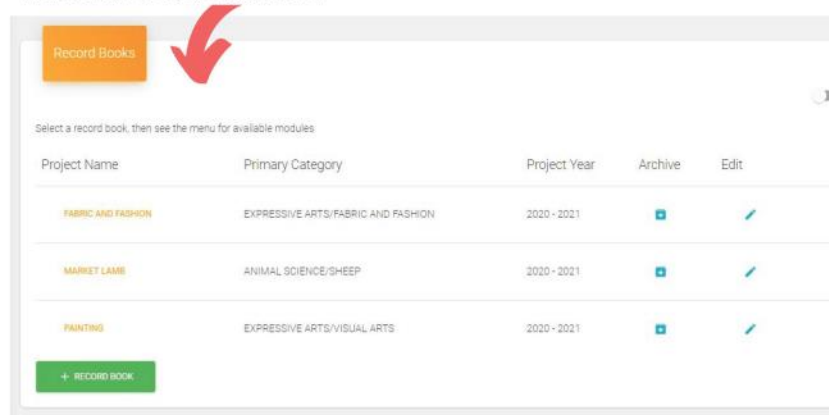 Record Books
Select a record book, then see the menu for available modules
Project Name Primary Category Project Year Archive Edit
FABRIC AND FASHION EXPRESSIVE ARTS/FABRIC AND FASHION 2020 - 2021
MARKET LAMB ANIMAL SCIENCE/SHEEP 2020 - 2021
PAINTING EXPRESSIVE ARTS/VISUAL ARTS 2020 - 2021
+ RECORD BOOK